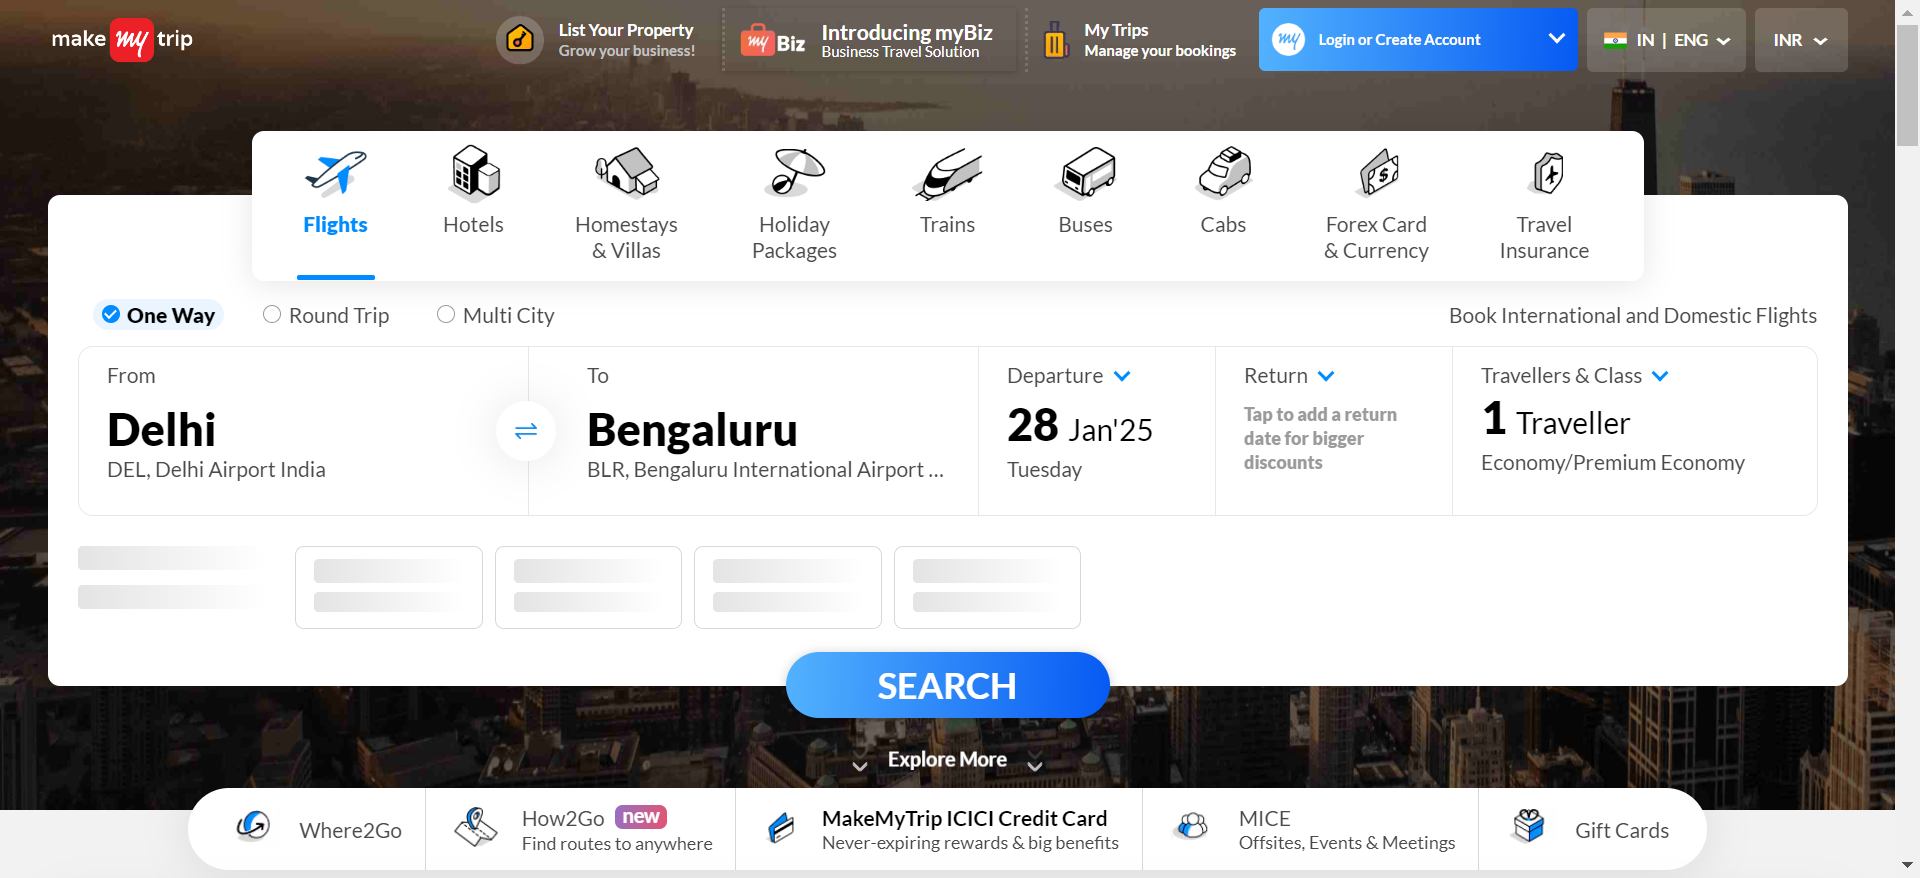 make my trip
List Your Property
Grow your business!
my Biz
Introducing myBiz
Business Travel Solution
My Trips
Manage your bookings
my
Login or Create Account
IN | ENG
INR
Flights
Hotels
Homestays
& Villas
Holiday
Packages
Trains
Buses
Cabs
Forex Card
& Currency
Travel
Insurance
One Way
Round Trip
Multi City
Book International and Domestic Flights
From
Delhi
DEL, Delhi Airport India
To
Bengaluru
BLR, Bengaluru International Airport ...
Departure
28 Jan'25
Tuesday
Return
Tap to add a return
date for bigger
discounts
Travellers & Class
1 Traveller
Economy/Premium Economy
SEARCH
Explore More
Where2Go
How2Go new
Find routes to anywhere
MakeMyTrip ICICI Credit Card
Never-expiring rewards & big benefits
MICE
Offsites, Events & Meetings
Gift Cards